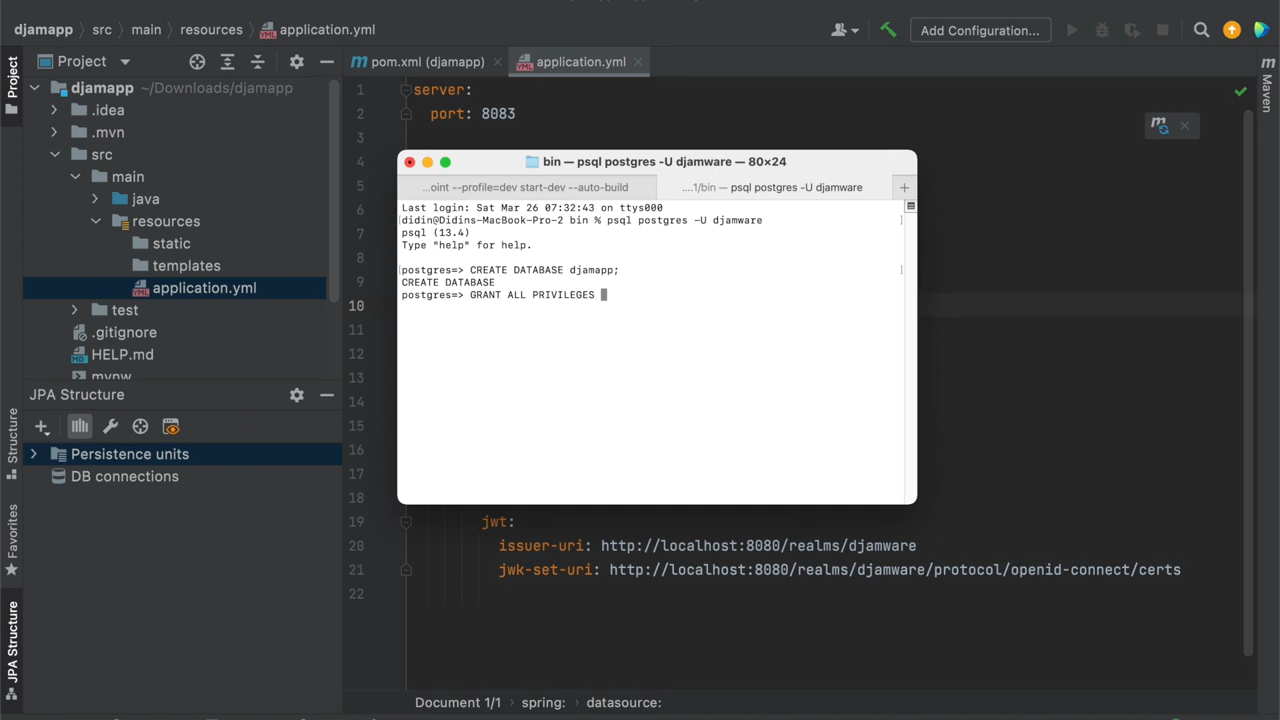 djamapp src main resources application.yml
Add Configuration...
Project
Project
pom.xml (djamapp)
application.yml
Maven
djamapp ~/Downloads/djamapp
.idea
.mvn
src
main
java
resources
static
templates
application.yml
test
.gitignore
HELP.md
mvnw
JPA Structure
Persistence units
DB connections
Structure
Favorites
JPA Structure
1 server:
2 port: 8083
3
4
5
6
7
8
9
10
11
12
13
14
15
16
17
18
19 jwt:
20 issuer-uri: http://localhost:8080/realms/djamware
21 jwk-set-uri: http://localhost:8080/realms/djamware/protocol/openid-connect/certs
22
bin — psql postgres -U djamware — 80×24
...oint --profile=dev start-dev --auto-build
....1/bin — psql postgres -U djamware
Last login: Sat Mar 26 07:32:43 on ttys000
[didin@Didins-MacBook-Pro-2 bin % psql postgres -U djamware ]
psql (13.4)
Type "help" for help.
[postgres=> CREATE DATABASE djamapp; ]
CREATE DATABASE
postgres=> GRANT ALL PRIVILEGES
Document 1/1 spring: datasource: